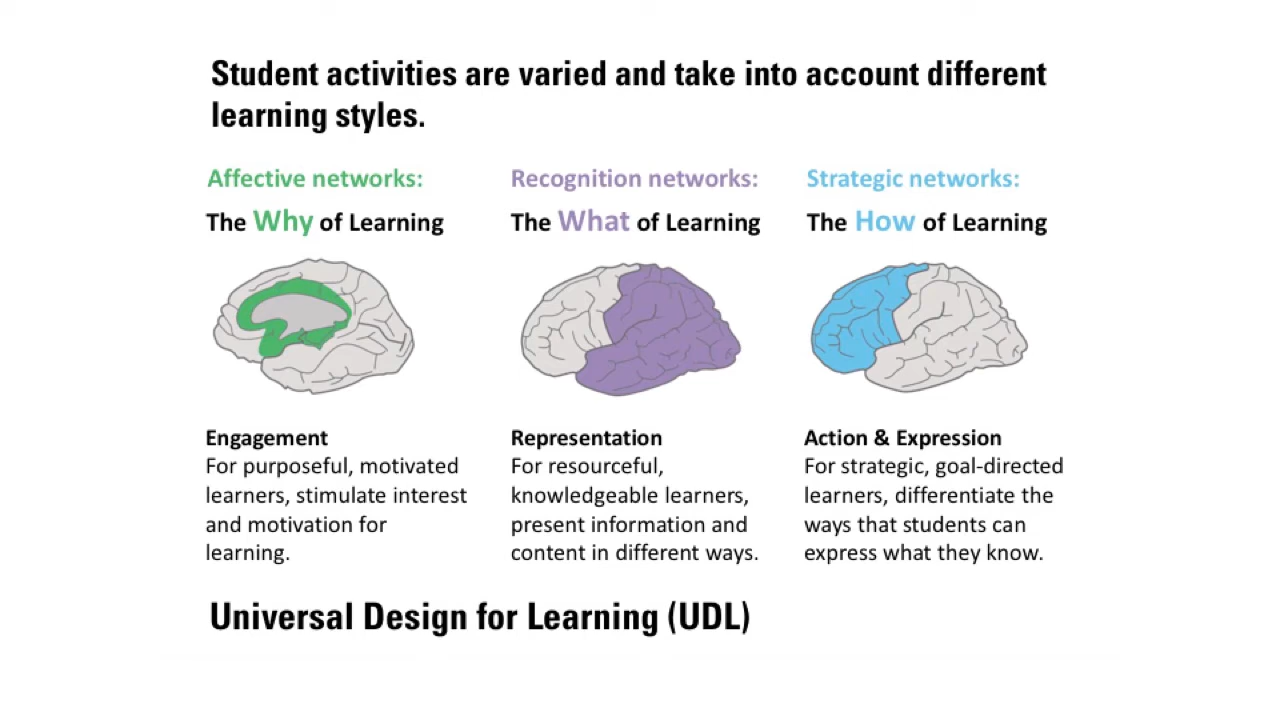 Student activities are varied and take into account different
learning styles.
Affective networks:
The Why of Learning
Engagement
For purposeful, motivated
learners, stimulate interest
and motivation for
learning.
Recognition networks:
The What of Learning
Representation
For resourceful,
knowledgeable learners,
present information and
content in different ways.
Strategic networks:
The How of Learning
Action & Expression
For strategic, goal-directed
learners, differentiate the
ways that students can
express what they know.
Universal Design for Learning (UDL)